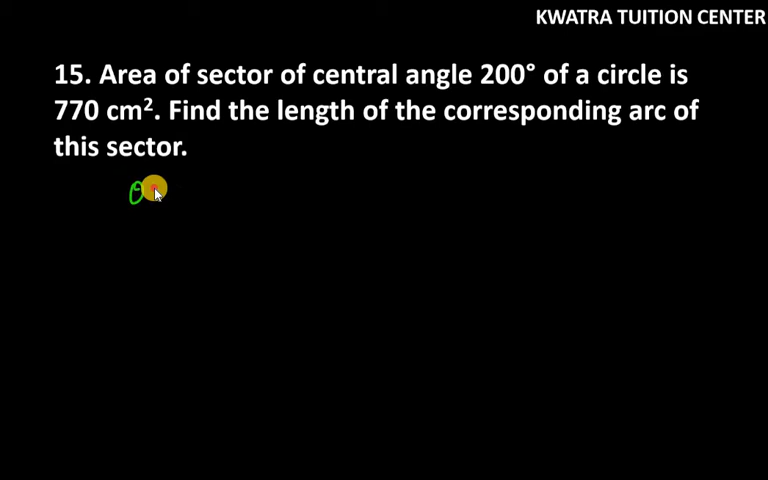 KWATRA TUITION CENTER
15. Area of sector of central angle 200° of a circle is
770 cm². Find the length of the corresponding arc of
this sector.
θ